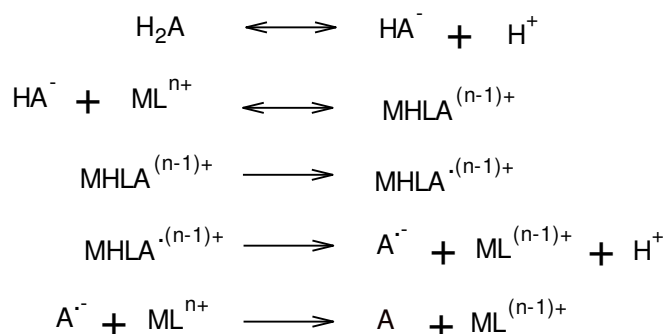 H₂A ⟷ HA⁻ + H⁺
HA⁻ + MLⁿ⁺ ⟷ MHLA⁽ⁿ⁻¹⁾⁺
MHLA⁽ⁿ⁻¹⁾⁺ ⟶ MHLA˙⁽ⁿ⁻¹⁾⁺
MHLA˙⁽ⁿ⁻¹⁾⁺ ⟶ A˙⁻ + ML⁽ⁿ⁻¹⁾⁺ + H⁺
A˙⁻ + MLⁿ⁺ ⟶ A + ML⁽ⁿ⁻¹⁾⁺